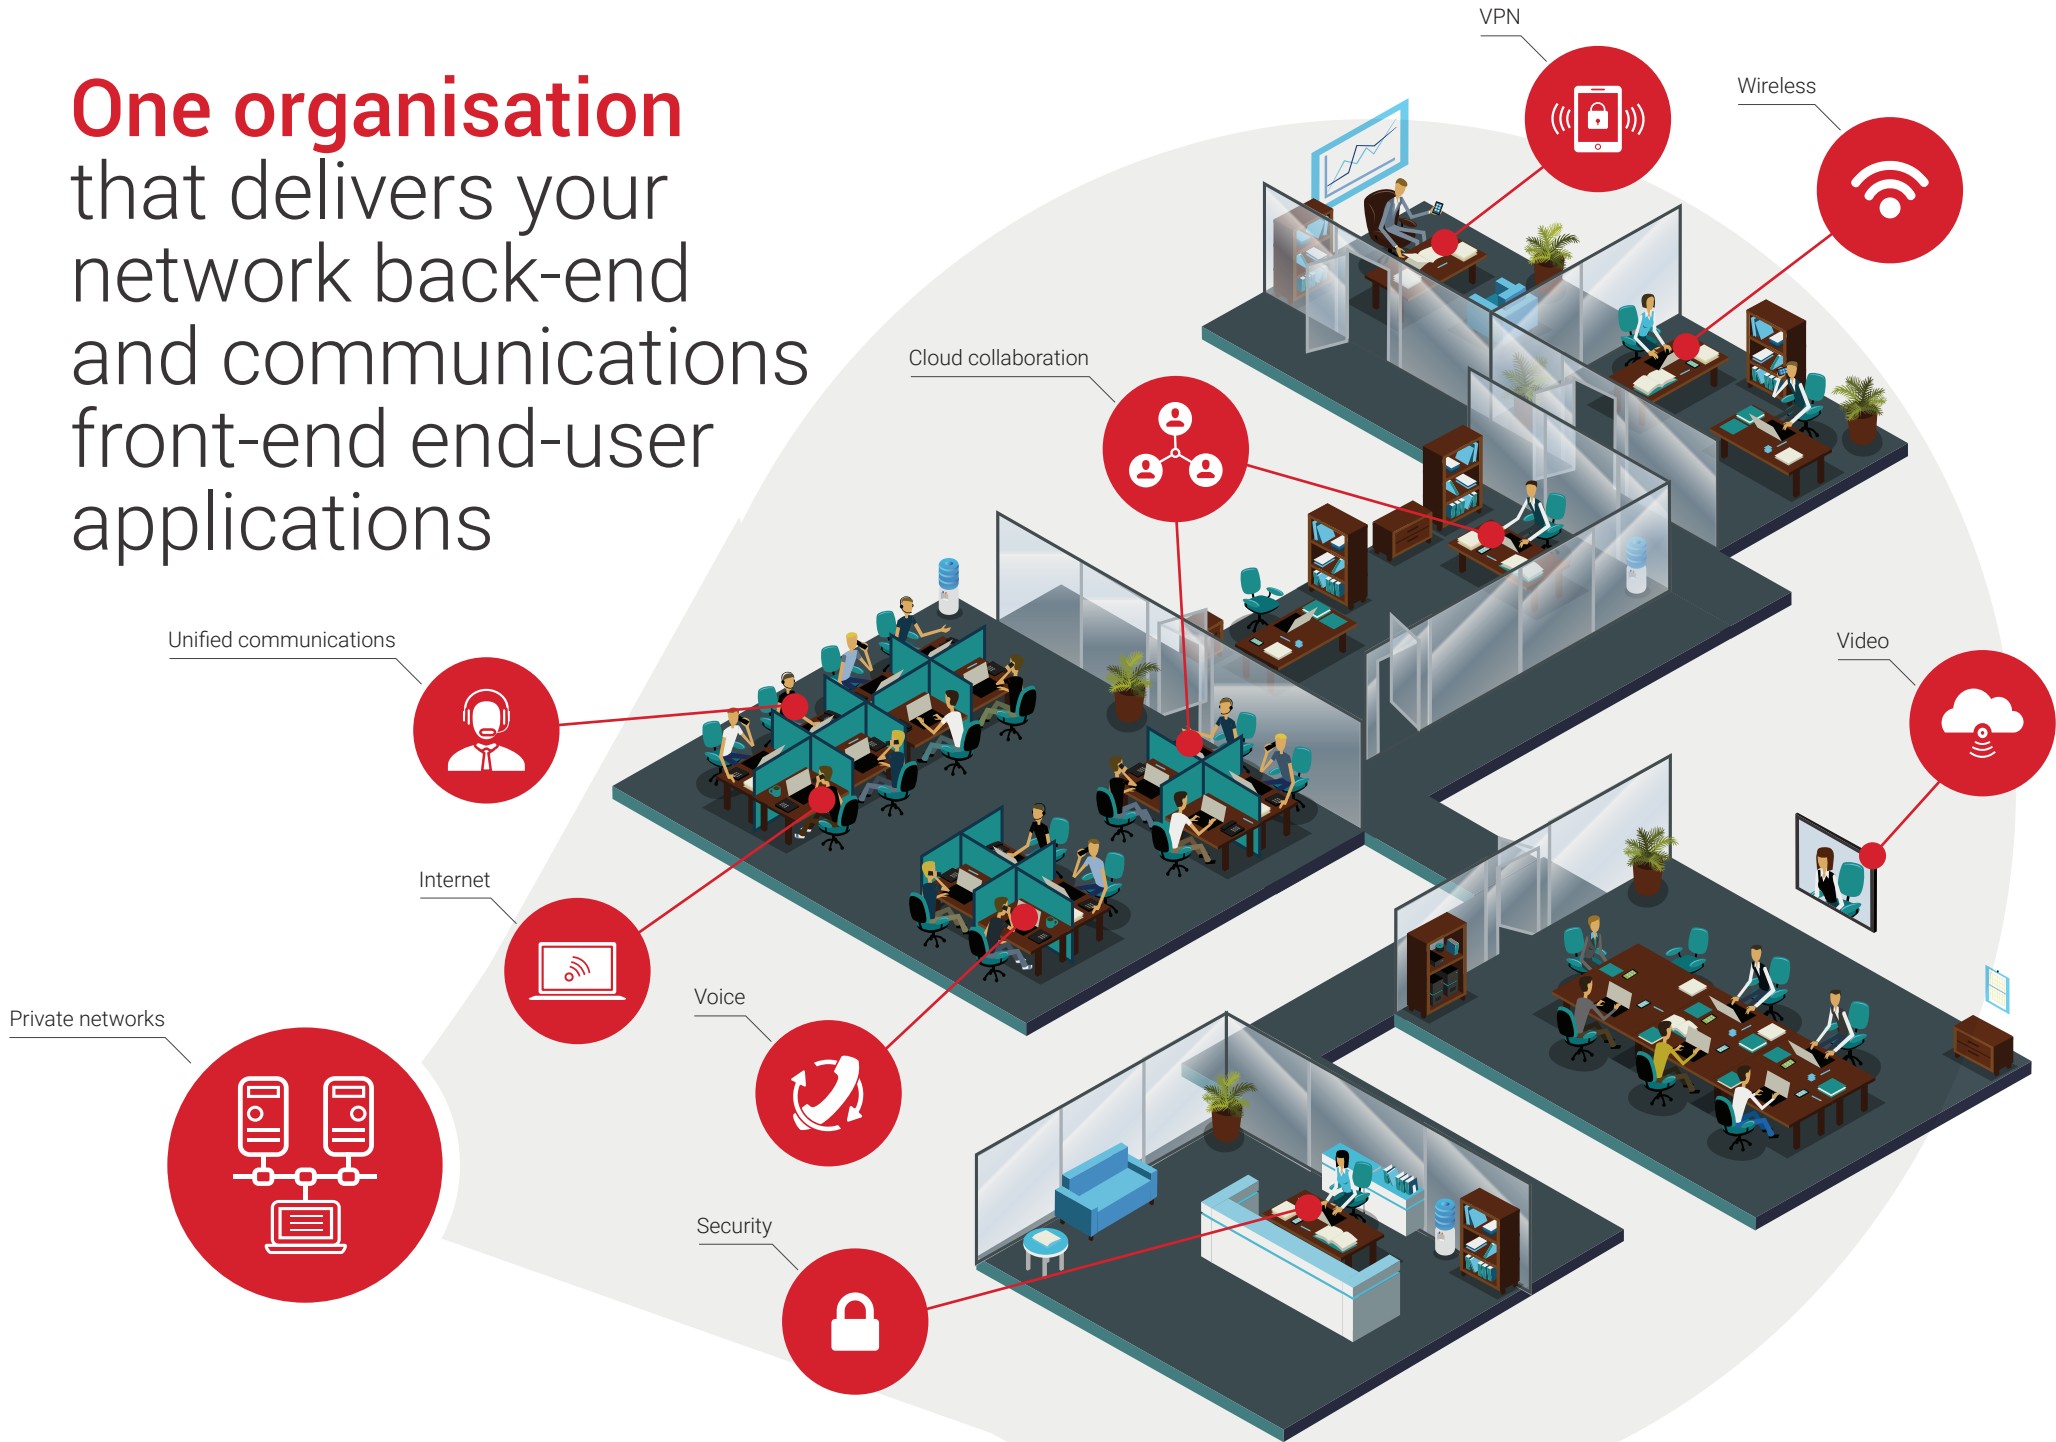 One organisation
that delivers your
network back-end
and communications
front-end end-user
applications
VPN
Wireless
Cloud collaboration
Unified communications
Video
Internet
Voice
Private networks
Security